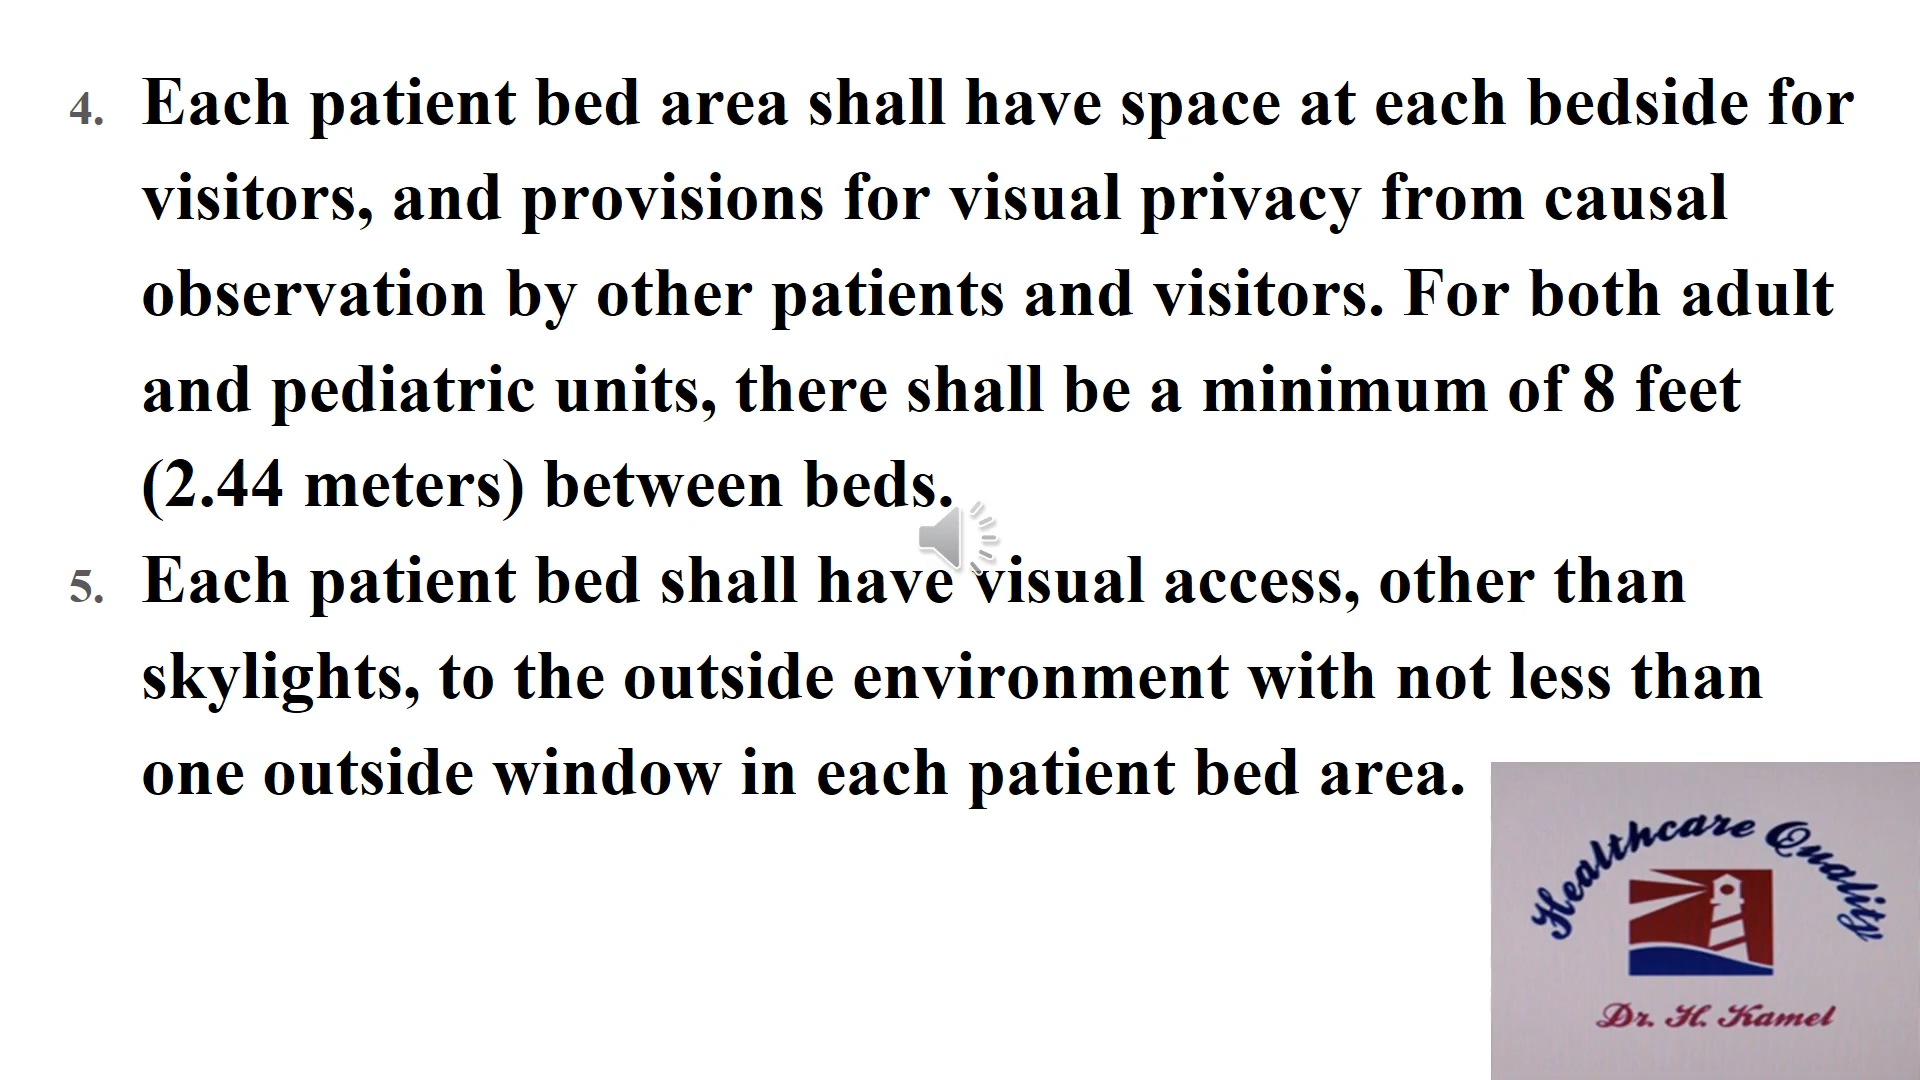 4. Each patient bed area shall have space at each bedside for
visitors, and provisions for visual privacy from causal
observation by other patients and visitors. For both adult
and pediatric units, there shall be a minimum of 8 feet
(2.44 meters) between beds.
5. Each patient bed shall have visual access, other than
skylights, to the outside environment with not less than
one outside window in each patient bed area.
Healthcare Quality
Dr. H. Kamel